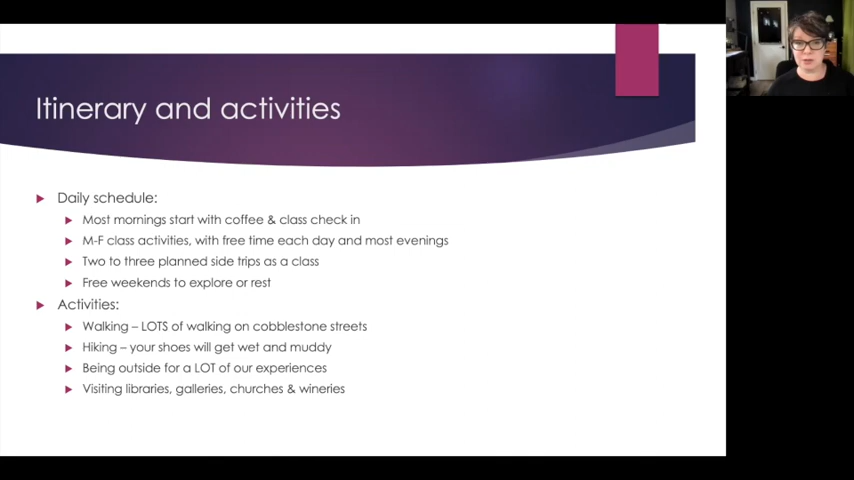 Itinerary and activities
Daily schedule:
Most mornings start with coffee & class check in
M-F class activities, with free time each day and most evenings
Two to three planned side trips as a class
Free weekends to explore or rest
Activities:
Walking – LOTS of walking on cobblestone streets
Hiking – your shoes will get wet and muddy
Being outside for a LOT of our experiences
Visiting libraries, galleries, churches & wineries